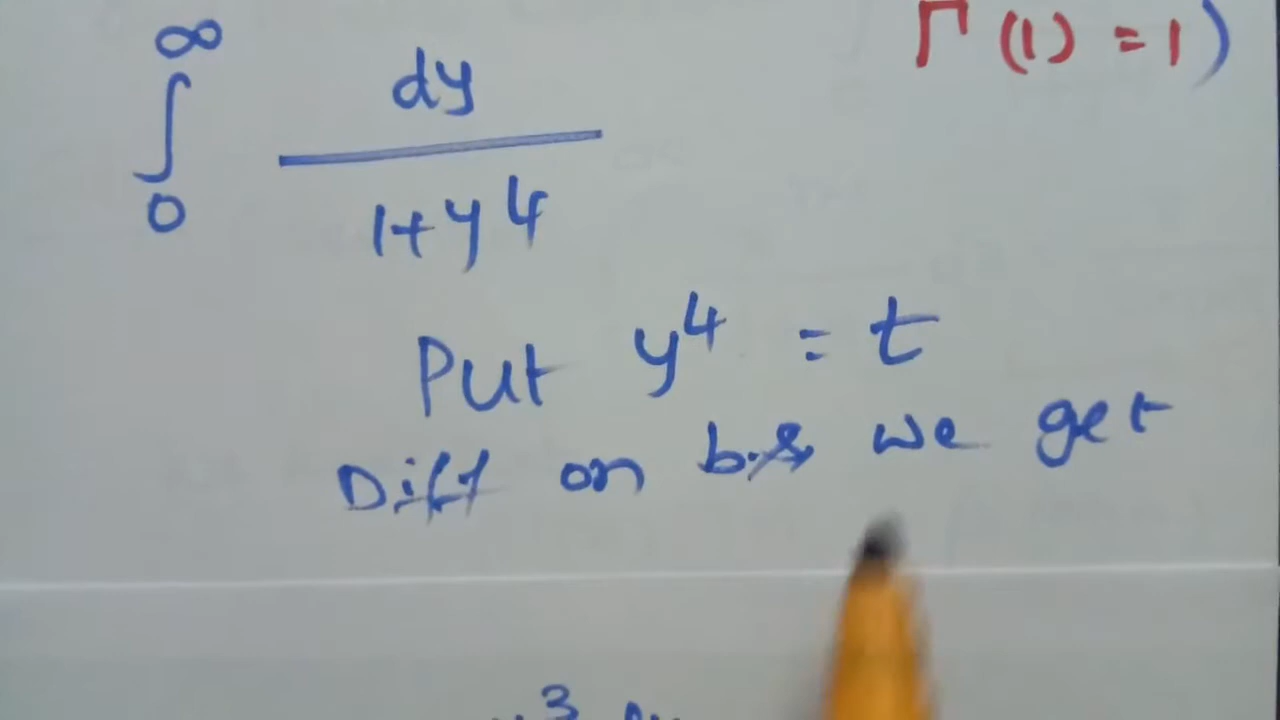 Γ(1) = 1)
∫₀^∞ dy / 1+y⁴
Put y⁴ = t
Diff on b.s we get